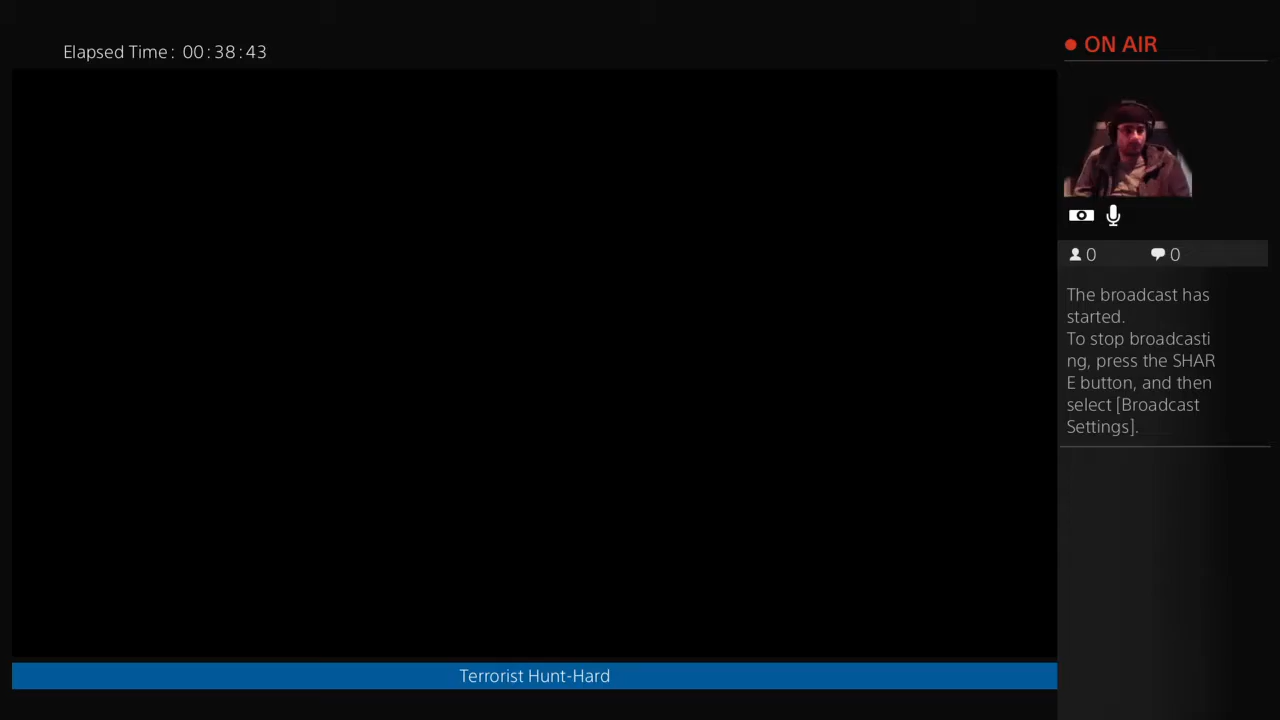 Elapsed Time: 00:38:43
ON AIR
0 0
The broadcast has
started.
To stop broadcasti
ng, press the SHAR
E button, and then
select [Broadcast
Settings].
Terrorist Hunt-Hard